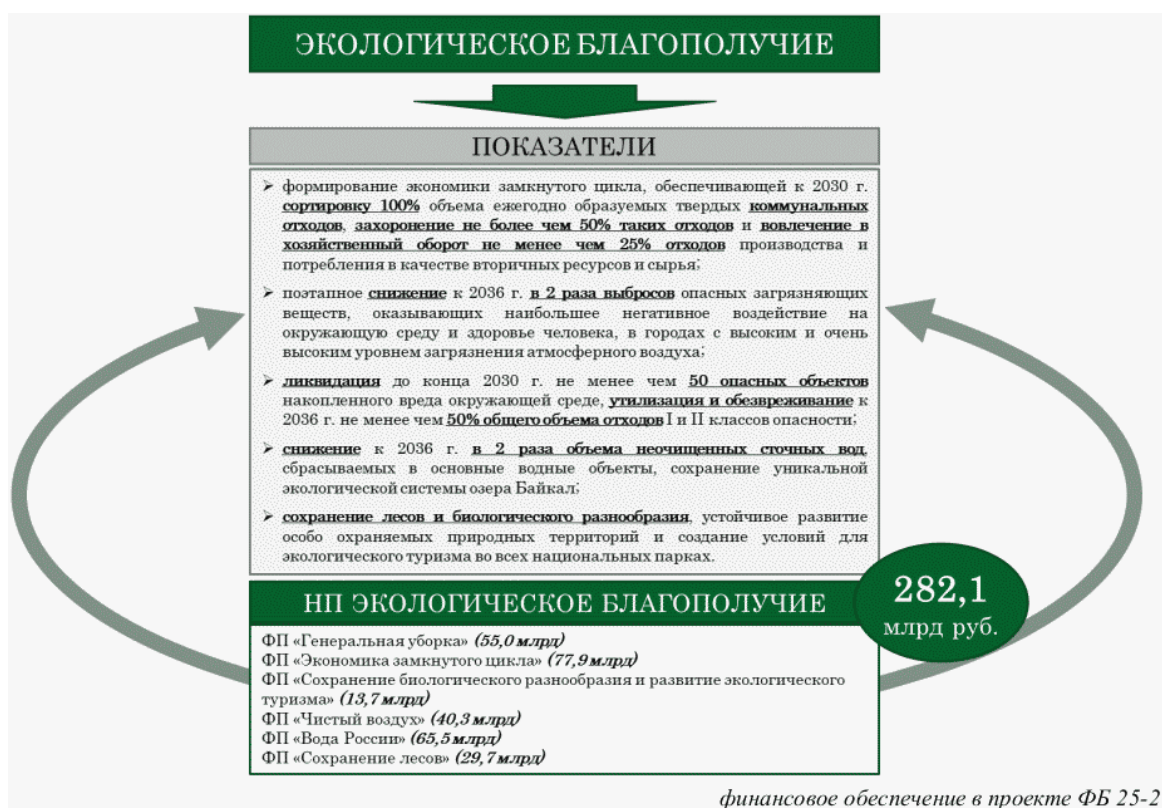 ЭКОЛОГИЧЕСКОЕ БЛАГОПОЛУЧИЕ
ПОКАЗАТЕЛИ
➢ формирование экономики замкнутого цикла, обеспечивающей к 2030 г.
сортировку 100% объема ежегодно образуемых твердых коммунальных
отходов, захоронение не более чем 50% таких отходов и вовлечение в
хозяйственный оборот не менее чем 25% отходов производства и
потребления в качестве вторичных ресурсов и сырья;
➢ поэтапное снижение к 2036 г. в 2 раза выбросов опасных загрязняющих
веществ, оказывающих наибольшее негативное воздействие на
окружающую среду и здоровье человека, в городах с высоким и очень
высоким уровнем загрязнения атмосферного воздуха;
➢ ликвидация до конца 2030 г. не менее чем 50 опасных объектов
накопленного вреда окружающей среде, утилизация и обезвреживание к
2036 г. не менее чем 50% общего объема отходов I и II классов опасности;
➢ снижение к 2036 г. в 2 раза объема неочищенных сточных вод,
сбрасываемых в основные водные объекты, сохранение уникальной
экологической системы озера Байкал;
➢ сохранение лесов и биологического разнообразия, устойчивое развитие
особо охраняемых природных территорий и создание условий для
экологического туризма во всех национальных парках.
НП ЭКОЛОГИЧЕСКОЕ БЛАГОПОЛУЧИЕ
282,1
млрд руб.
ФП «Генеральная уборка» (55,0 млрд)
ФП «Экономика замкнутого цикла» (77,9 млрд)
ФП «Сохранение биологического разнообразия и развитие экологического
туризма» (13,7 млрд)
ФП «Чистый воздух» (40,3 млрд)
ФП «Вода России» (65,5 млрд)
ФП «Сохранение лесов» (29,7 млрд)
финансовое обеспечение в проекте ФБ 25-2